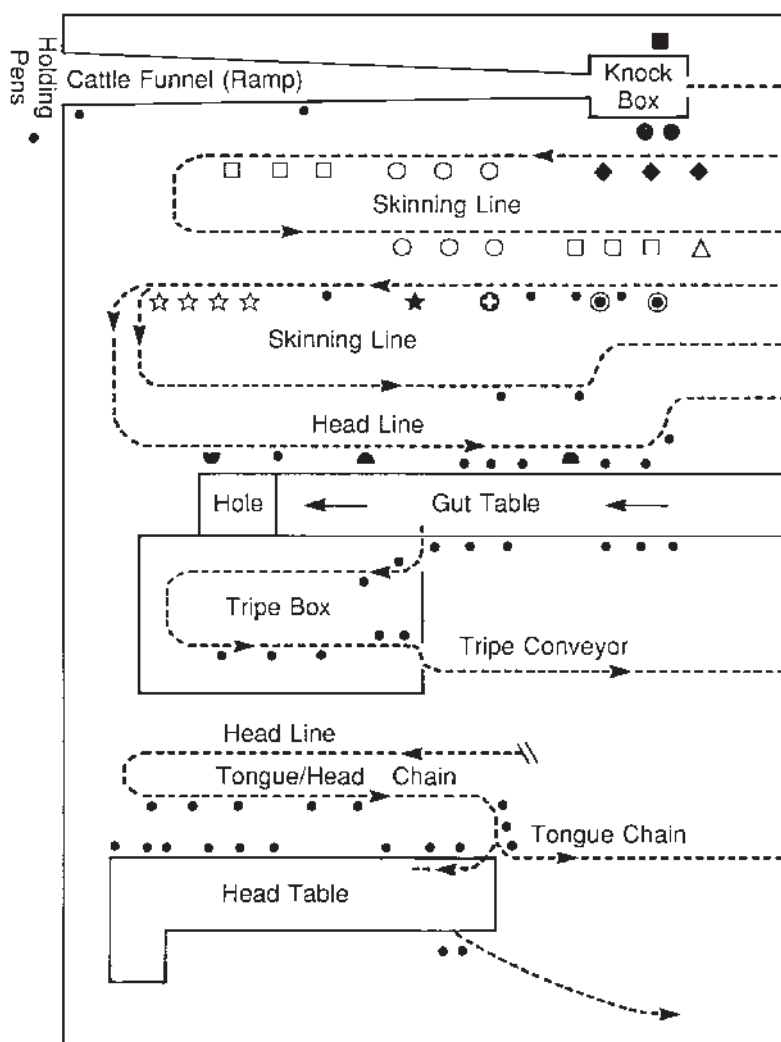 Holding
Pens
Cattle Funnel (Ramp)
Knock
Box
Skinning Line
Skinning Line
Head Line
Hole
Gut Table
Tripe Box
Tripe Conveyor
Head Line
Tongue/Head Chain
Tongue Chain
Head Table